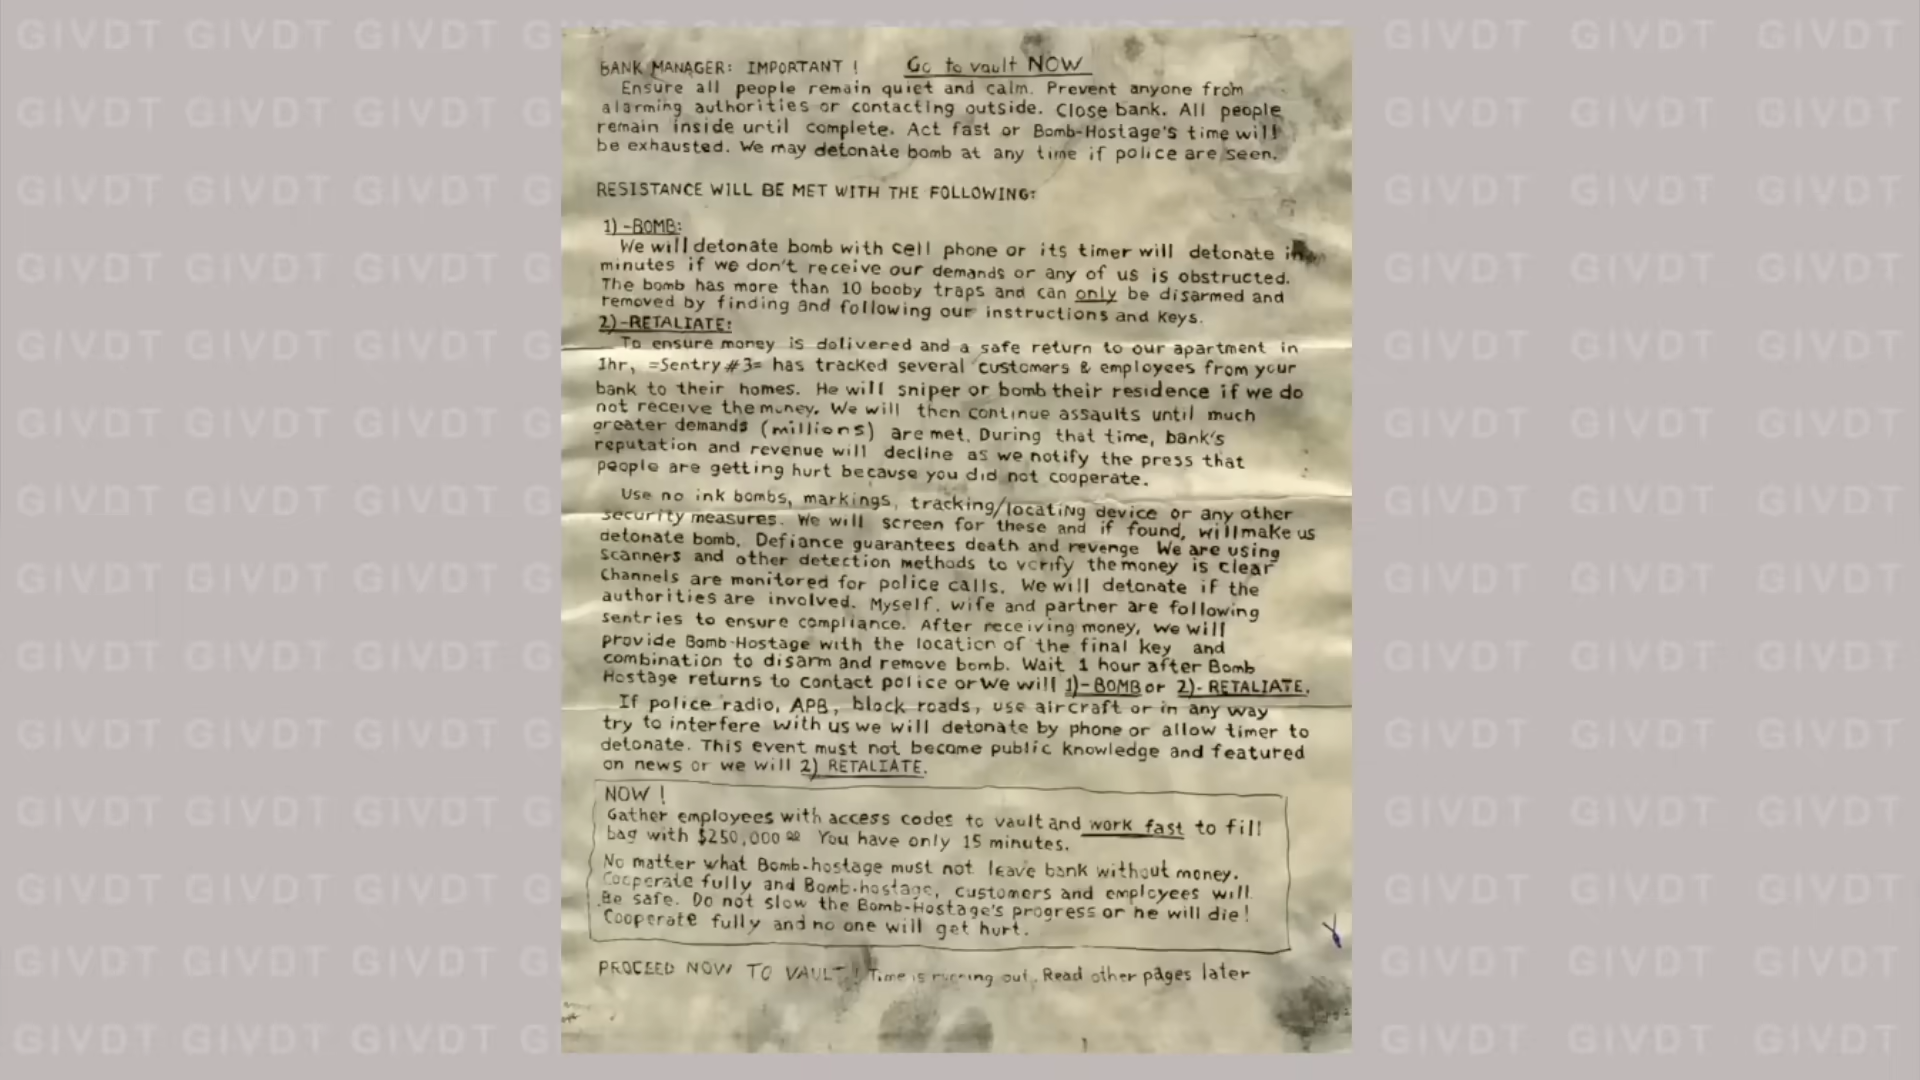 BANK MANAGER: IMPORTANT ! Go to vault NOW
Ensure all people remain quiet and calm. Prevent anyone from
alarming authorities or contacting outside. Close bank. All people
remain inside until complete. Act fast or Bomb-Hostage's time will
be exhausted. We may detonate bomb at any time if police are seen.
RESISTANCE WILL BE MET WITH THE FOLLOWING:
1)-BOMB:
We will detonate bomb with cell phone or its timer will detonate in
minutes if we don't receive our demands or any of us is obstructed.
The bomb has more than 10 booby traps and can only be disarmed and
removed by finding and following our instructions and keys.
2)-RETALIATE:
To ensure money is delivered and a safe return to our apartment in
1hr, =Sentry #3= has tracked several customers & employees from your
bank to their homes. He will sniper or bomb their residence if we do
not receive the money. We will then continue assaults until much
greater demands (millions) are met. During that time, bank's
reputation and revenue will decline as we notify the press that
people are getting hurt because you did not cooperate.
Use no ink bombs, markings, tracking/locating device or any other
security measures. We will screen for these and if found, will make us
detonate bomb. Defiance guarantees death and revenge We are using
scanners and other detection methods to verify the money is clear
Channels are monitored for police calls. We will detonate if the
authorities are involved. Myself, wife and partner are following
sentries to ensure compliance. After receiving money, we will
provide Bomb-Hostage with the location of the final key and
combination to disarm and remove bomb. Wait 1 hour after Bomb
Hostage returns to contact police or We will 1)-BOMB or 2)-RETALIATE.
If police radio, APB, block roads, use aircraft or in any way
try to interfere with us we will detonate by phone or allow timer to
detonate. This event must not become public knowledge and featured
on news or we will 2) RETALIATE.
NOW !
Gather employees with access codes to vault and work fast to fill
bag with $250,000 00 You have only 15 minutes.
No matter what Bomb-hostage must not leave bank without money.
Cooperate fully and Bomb-hostage, customers and employees will
Be safe. Do not slow the Bomb-Hostage's progress or he will die!
Cooperate fully and no one will get hurt.
PROCEED NOW TO VAULT! Time is running out. Read other pages later